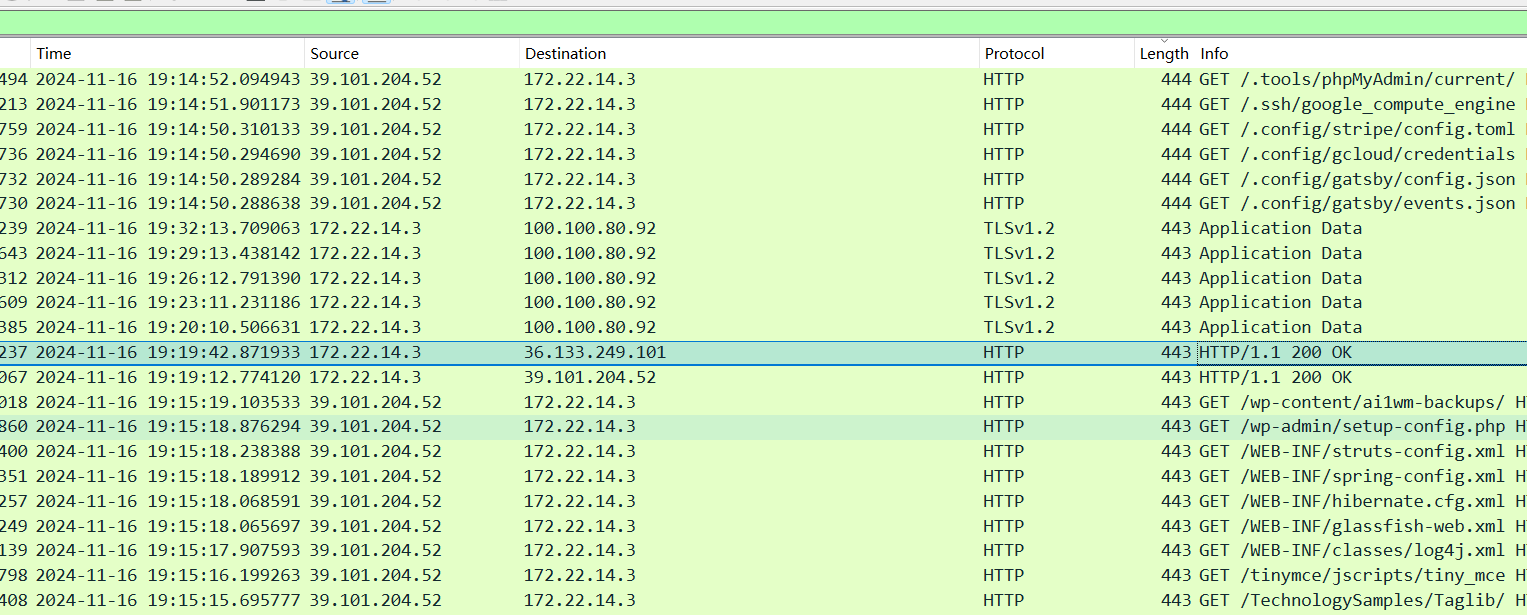 Time Source Destination Protocol Length Info
494 2024-11-16 19:14:52.094943 39.101.204.52 172.22.14.3 HTTP 444 GET /.tools/phpMyAdmin/current/
213 2024-11-16 19:14:51.901173 39.101.204.52 172.22.14.3 HTTP 444 GET /.ssh/google_compute_engine
759 2024-11-16 19:14:50.310133 39.101.204.52 172.22.14.3 HTTP 444 GET /.config/stripe/config.toml
736 2024-11-16 19:14:50.294690 39.101.204.52 172.22.14.3 HTTP 444 GET /.config/gcloud/credentials
732 2024-11-16 19:14:50.289284 39.101.204.52 172.22.14.3 HTTP 444 GET /.config/gatsby/config.json
730 2024-11-16 19:14:50.288638 39.101.204.52 172.22.14.3 HTTP 444 GET /.config/gatsby/events.json
239 2024-11-16 19:32:13.709063 172.22.14.3 100.100.80.92 TLSv1.2 443 Application Data
643 2024-11-16 19:29:13.438142 172.22.14.3 100.100.80.92 TLSv1.2 443 Application Data
312 2024-11-16 19:26:12.791390 172.22.14.3 100.100.80.92 TLSv1.2 443 Application Data
609 2024-11-16 19:23:11.231186 172.22.14.3 100.100.80.92 TLSv1.2 443 Application Data
385 2024-11-16 19:20:10.506631 172.22.14.3 100.100.80.92 TLSv1.2 443 Application Data
237 2024-11-16 19:19:42.871933 172.22.14.3 36.133.249.101 HTTP 443 HTTP/1.1 200 OK
067 2024-11-16 19:19:12.774120 172.22.14.3 39.101.204.52 HTTP 443 HTTP/1.1 200 OK
018 2024-11-16 19:15:19.103533 39.101.204.52 172.22.14.3 HTTP 443 GET /wp-content/ai1wm-backups/ H
860 2024-11-16 19:15:18.876294 39.101.204.52 172.22.14.3 HTTP 443 GET /wp-admin/setup-config.php H
400 2024-11-16 19:15:18.238388 39.101.204.52 172.22.14.3 HTTP 443 GET /WEB-INF/struts-config.xml H
351 2024-11-16 19:15:18.189912 39.101.204.52 172.22.14.3 HTTP 443 GET /WEB-INF/spring-config.xml H
257 2024-11-16 19:15:18.068591 39.101.204.52 172.22.14.3 HTTP 443 GET /WEB-INF/hibernate.cfg.xml H
249 2024-11-16 19:15:18.065697 39.101.204.52 172.22.14.3 HTTP 443 GET /WEB-INF/glassfish-web.xml H
139 2024-11-16 19:15:17.907593 39.101.204.52 172.22.14.3 HTTP 443 GET /WEB-INF/classes/log4j.xml H
798 2024-11-16 19:15:16.199263 39.101.204.52 172.22.14.3 HTTP 443 GET /tinymce/jscripts/tiny_mce H
408 2024-11-16 19:15:15.695777 39.101.204.52 172.22.14.3 HTTP 443 GET /TechnologySamples/Taglib/ H